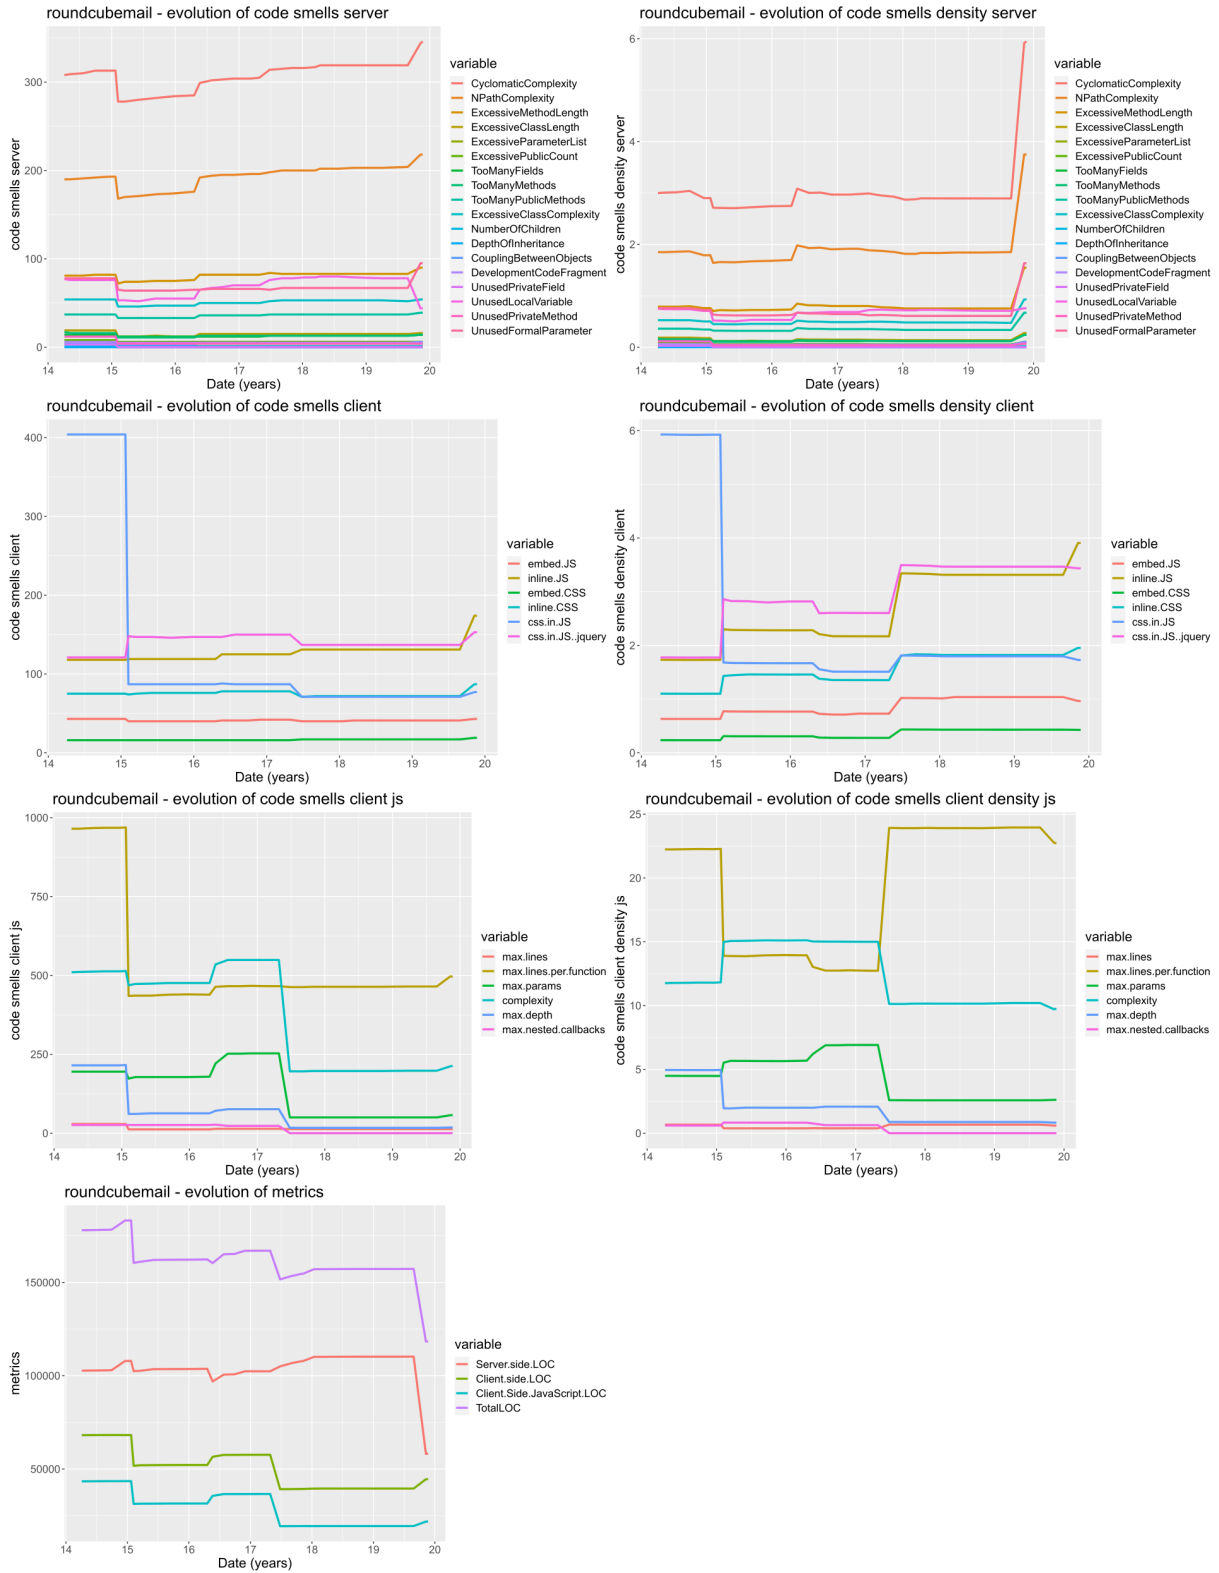 roundcubemail - evolution of code smells server
code smells server
300
200
100
0
14 15 16 17 18 19 20
Date (years)
variable
CyclomaticComplexity
NPathComplexity
ExcessiveMethodLength
ExcessiveClassLength
ExcessiveParameterList
ExcessivePublicCount
TooManyFields
TooManyMethods
TooManyPublicMethods
ExcessiveClassComplexity
NumberOfChildren
DepthOfInheritance
CouplingBetweenObjects
DevelopmentCodeFragment
UnusedPrivateField
UnusedLocalVariable
UnusedPrivateMethod
UnusedFormalParameter
roundcubemail - evolution of code smells density server
code smells density server
6
4
2
0
14 15 16 17 18 19 20
Date (years)
variable
CyclomaticComplexity
NPathComplexity
ExcessiveMethodLength
ExcessiveClassLength
ExcessiveParameterList
ExcessivePublicCount
TooManyFields
TooManyMethods
TooManyPublicMethods
ExcessiveClassComplexity
NumberOfChildren
DepthOfInheritance
CouplingBetweenObjects
DevelopmentCodeFragment
UnusedPrivateField
UnusedLocalVariable
UnusedPrivateMethod
UnusedFormalParameter
roundcubemail - evolution of code smells client
code smells client
400
300
200
100
0
14 15 16 17 18 19 20
Date (years)
variable
embed.JS
inline.JS
embed.CSS
inline.CSS
css.in.JS
css.in.JS..jquery
roundcubemail - evolution of code smells density client
code smells density client
6
4
2
0
14 15 16 17 18 19 20
Date (years)
variable
embed.JS
inline.JS
embed.CSS
inline.CSS
css.in.JS
css.in.JS..jquery
roundcubemail - evolution of code smells client js
code smells client js
1000
750
500
250
0
14 15 16 17 18 19 20
Date (years)
variable
max.lines
max.lines.per.function
max.params
complexity
max.depth
max.nested.callbacks
roundcubemail - evolution of code smells client density js
code smells client density js
25
20
15
10
5
0
14 15 16 17 18 19 20
Date (years)
variable
max.lines
max.lines.per.function
max.params
complexity
max.depth
max.nested.callbacks
roundcubemail - evolution of metrics
metrics
150000
100000
50000
14 15 16 17 18 19 20
Date (years)
variable
Server.side.LOC
Client.side.LOC
Client.Side.JavaScript.LOC
TotalLOC